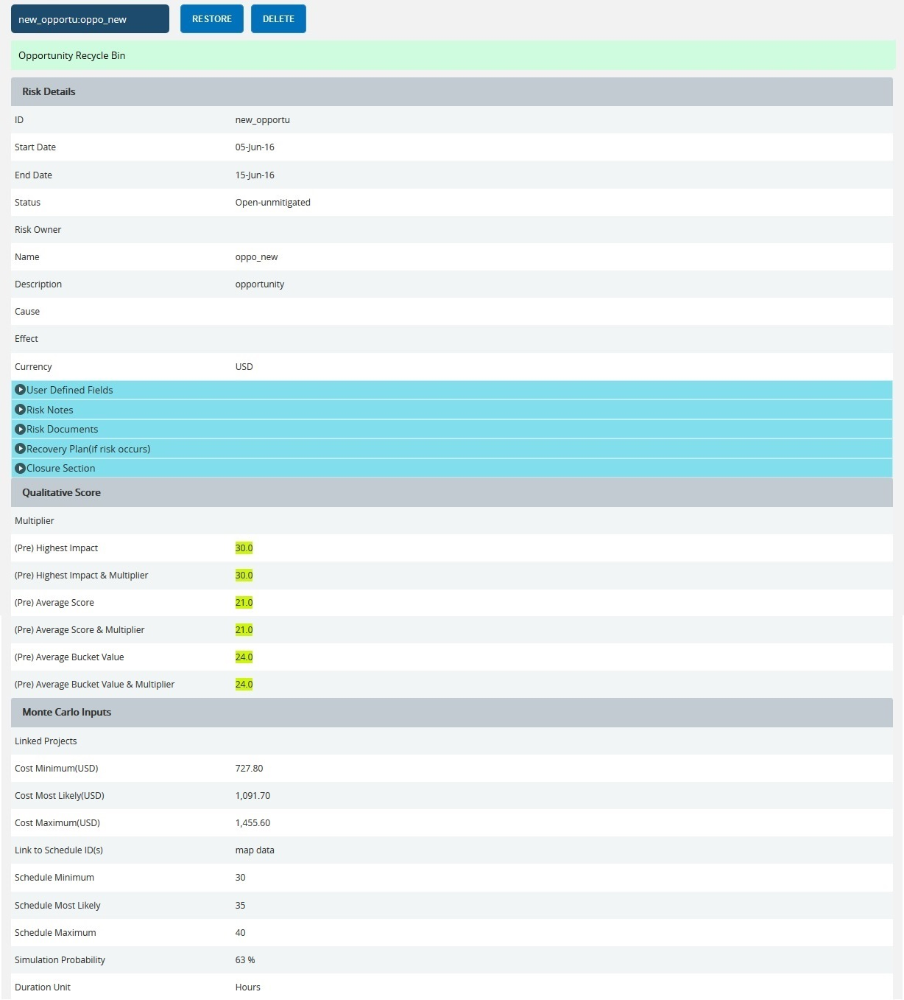 new_opportu:oppo_new RESTORE DELETE
Opportunity Recycle Bin
Risk Details
ID new_opportu
Start Date 05-Jun-16
End Date 15-Jun-16
Status Open-unmitigated
Risk Owner
Name oppo_new
Description opportunity
Cause
Effect
Currency USD
User Defined Fields
Risk Notes
Risk Documents
Recovery Plan(if risk occurs)
Closure Section
Qualitative Score
Multiplier
(Pre) Highest Impact 30.0
(Pre) Highest Impact & Multiplier 30.0
(Pre) Average Score 21.0
(Pre) Average Score & Multiplier 21.0
(Pre) Average Bucket Value 24.0
(Pre) Average Bucket Value & Multiplier 24.0
Monte Carlo Inputs
Linked Projects
Cost Minimum(USD) 727.80
Cost Most Likely(USD) 1,091.70
Cost Maximum(USD) 1,455.60
Link to Schedule ID(s) map data
Schedule Minimum 30
Schedule Most Likely 35
Schedule Maximum 40
Simulation Probability 63 %
Duration Unit Hours